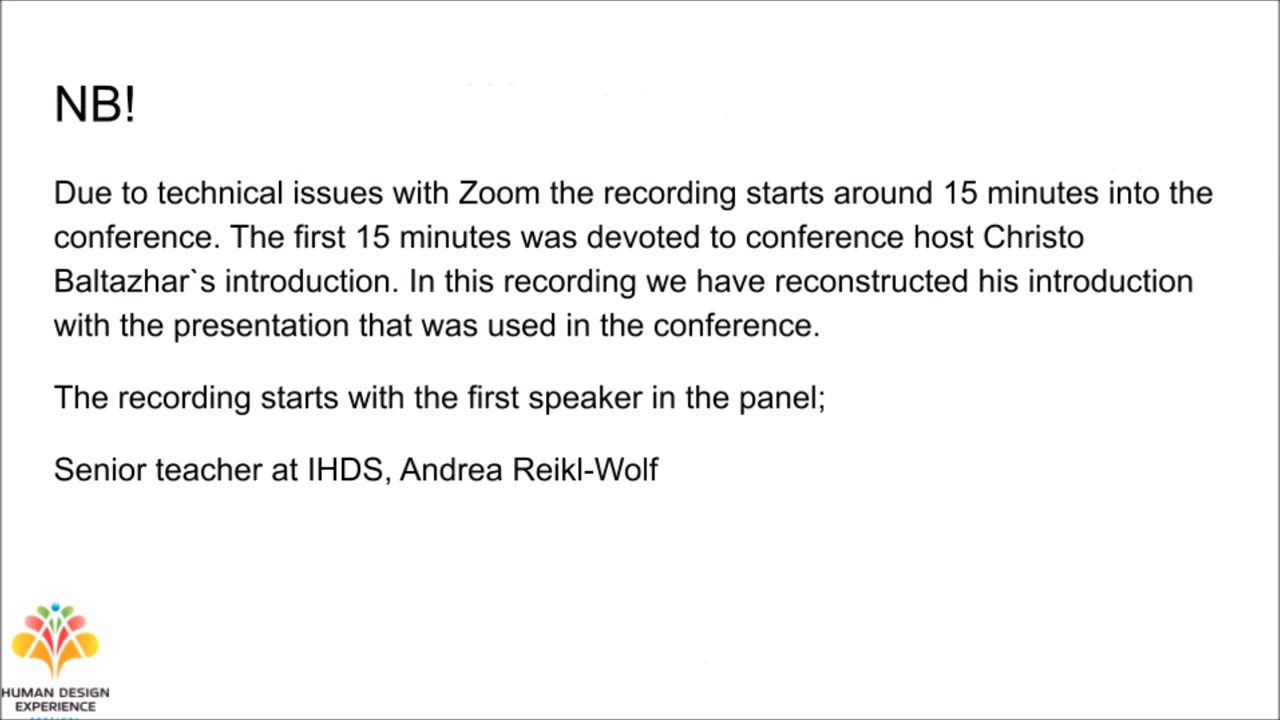 NB!
Due to technical issues with Zoom the recording starts around 15 minutes into the
conference. The first 15 minutes was devoted to conference host Christo
Baltazhar`s introduction. In this recording we have reconstructed his introduction
with the presentation that was used in the conference.
The recording starts with the first speaker in the panel;
Senior teacher at IHDS, Andrea Reikl-Wolf
HUMAN DESIGN
EXPERIENCE